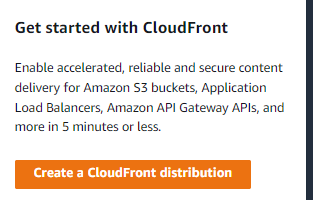 Get started with CloudFront
Enable accelerated, reliable and secure content
delivery for Amazon S3 buckets, Application
Load Balancers, Amazon API Gateway APIs, and
more in 5 minutes or less.
Create a CloudFront distribution